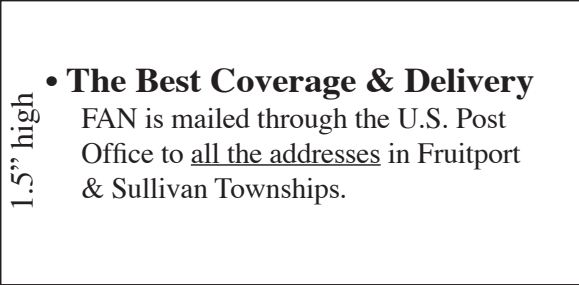 • The Best Coverage & Delivery
FAN is mailed through the U.S. Post
Office to all the addresses in Fruitport
& Sullivan Townships.
1.5” high